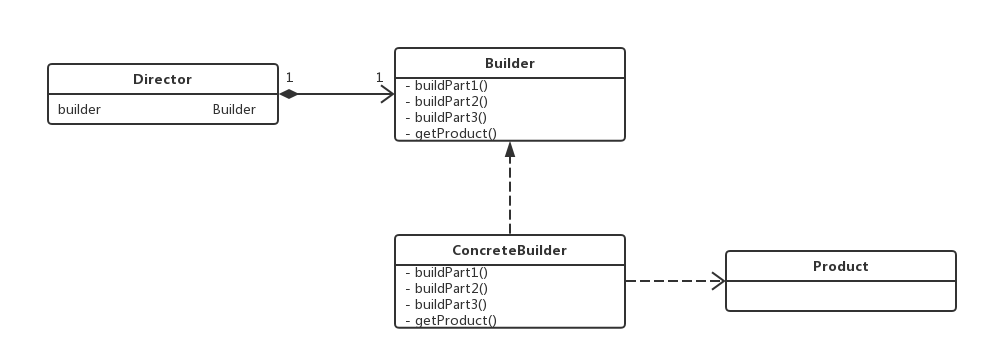 Director
builder Builder
1 1
Builder
- buildPart1()
- buildPart2()
- buildPart3()
- getProduct()
ConcreteBuilder
- buildPart1()
- buildPart2()
- buildPart3()
- getProduct()
Product